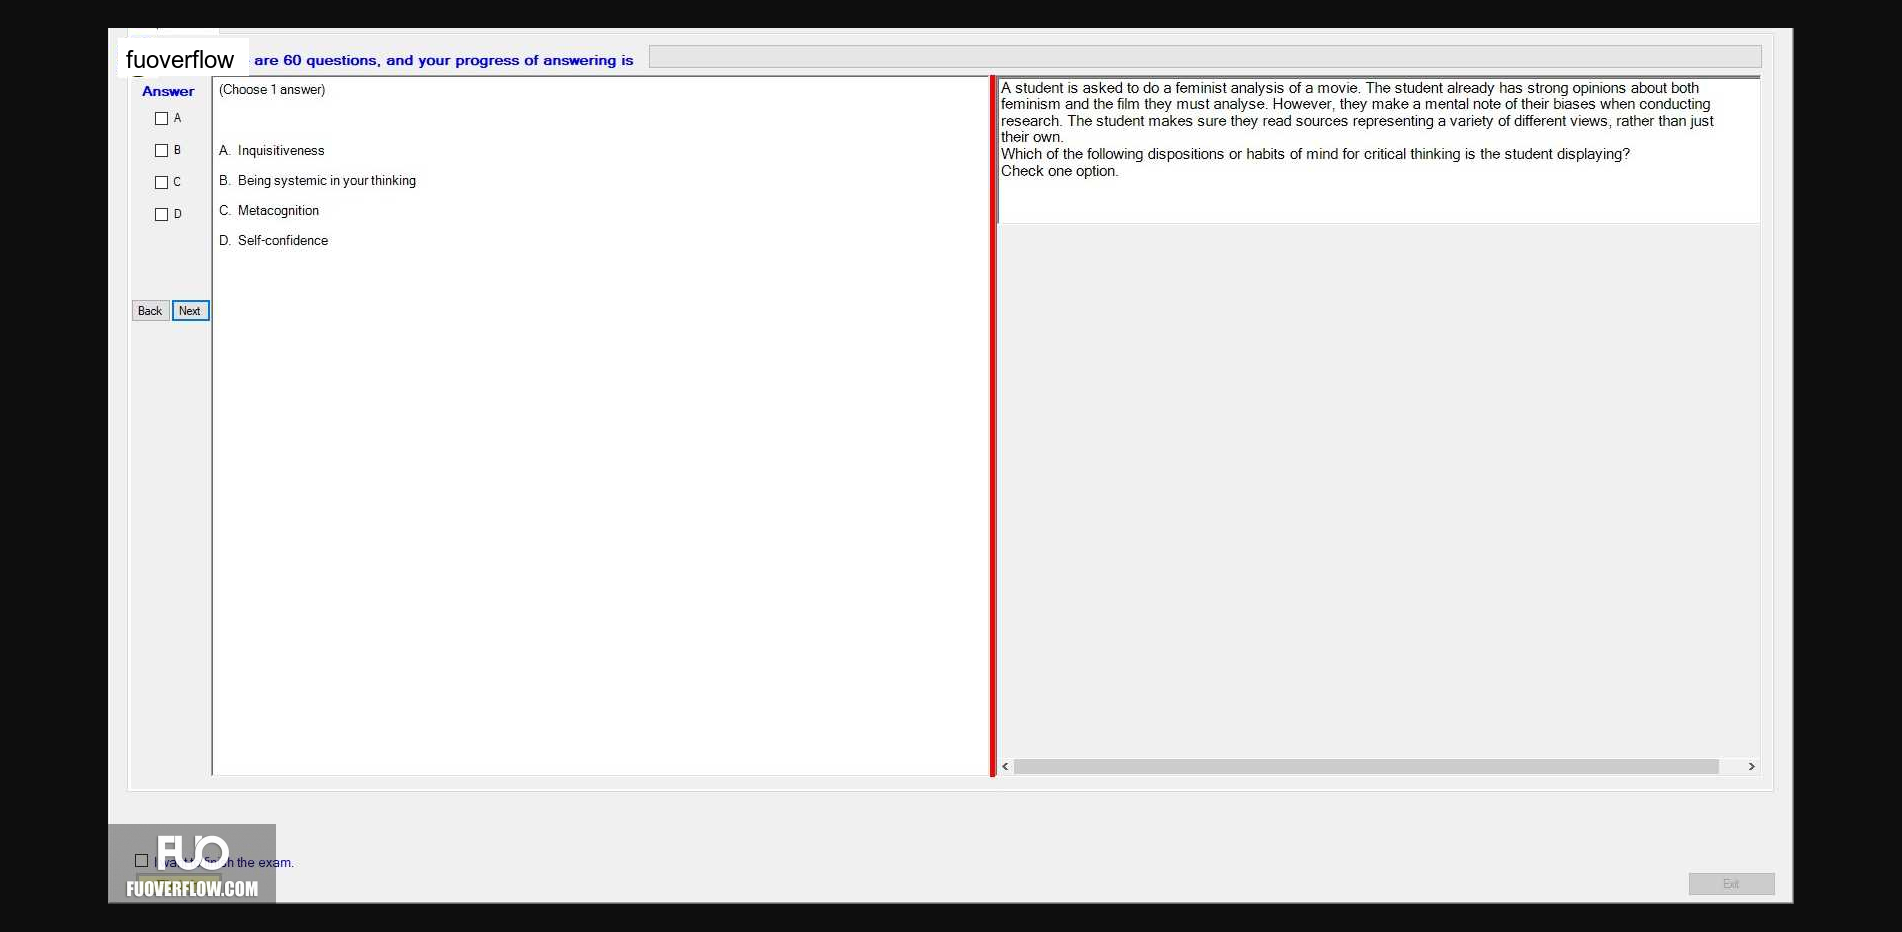 fuoverflow
are 60 questions, and your progress of answering is
Answer
A
B
C
D
Back
Next
(Choose 1 answer)
A. Inquisitiveness
B. Being systemic in your thinking
C. Metacognition
D. Self-confidence
A student is asked to do a feminist analysis of a movie. The student already has strong opinions about both
feminism and the film they must analyse. However, they make a mental note of their biases when conducting
research. The student makes sure they read sources representing a variety of different views, rather than just
their own.
Which of the following dispositions or habits of mind for critical thinking is the student displaying?
Check one option.
FUO
the exam.
FUOVERFLOW.COM
Exit